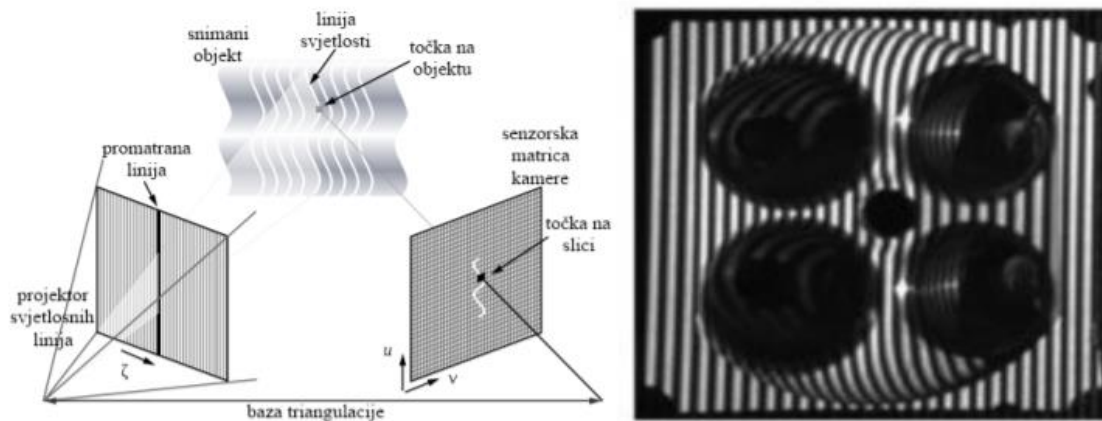 snimani
objekt
linija
svjetlosti
točka na
objektu
promatrana
linija
senzorska
matrica
kamere
točka na
slici
projektor
svjetlosnih
linija
ζ
u
v
baza triangulacije